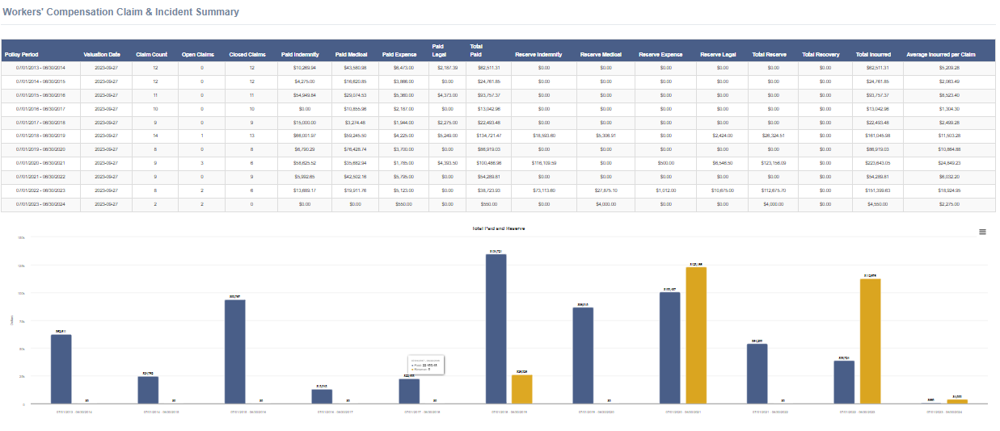 Workers' Compensation Claim & Incident Summary
Policy Period Valuation Date Claim Count Open Claims Closed Claims Paid Indemnity Paid Medical Paid Expense Paid Legal Total Paid Reserve Indemnity Reserve Medical Reserve Expense Reserve Legal Total Reserve Total Recovery Total Incurred Average Incurred per Claim
07/01/2013 - 06/30/2014 2023-09-27 12 0 12 $10,269.94 $43,580.98 $6,473.00 $2,187.39 $62,511.31 $0.00 $0.00 $0.00 $0.00 $0.00 $0.00 $62,511.31 $5,209.28
07/01/2014 - 06/30/2015 2023-09-27 12 0 12 $4,275.00 $16,620.85 $3,866.00 $0.00 $24,761.85 $0.00 $0.00 $0.00 $0.00 $0.00 $0.00 $24,761.85 $2,063.49
07/01/2015 - 06/30/2016 2023-09-27 11 0 11 $54,949.84 $29,074.53 $5,360.00 $4,373.00 $93,757.37 $0.00 $0.00 $0.00 $0.00 $0.00 $0.00 $93,757.37 $8,523.40
07/01/2016 - 06/30/2017 2023-09-27 10 0 10 $0.00 $10,855.98 $2,187.00 $0.00 $13,042.98 $0.00 $0.00 $0.00 $0.00 $0.00 $0.00 $13,042.98 $1,304.30
07/01/2017 - 06/30/2018 2023-09-27 9 0 9 $15,000.00 $3,274.48 $1,944.00 $2,275.00 $22,493.48 $0.00 $0.00 $0.00 $0.00 $0.00 $0.00 $22,493.48 $2,499.28
07/01/2018 - 06/30/2019 2023-09-27 14 1 13 $66,001.97 $59,245.50 $4,225.00 $5,249.00 $134,721.47 $18,593.60 $5,306.91 $0.00 $2,424.00 $26,324.51 $0.00 $161,045.98 $11,503.28
07/01/2019 - 06/30/2020 2023-09-27 8 0 8 $6,790.29 $76,428.74 $3,700.00 $0.00 $86,919.03 $0.00 $0.00 $0.00 $0.00 $0.00 $0.00 $86,919.03 $10,864.88
07/01/2020 - 06/30/2021 2023-09-27 9 3 6 $58,625.52 $35,682.94 $1,785.00 $4,393.50 $100,486.96 $116,109.59 $0.00 $500.00 $6,546.50 $123,156.09 $0.00 $223,643.05 $24,849.23
07/01/2021 - 06/30/2022 2023-09-27 9 0 9 $5,992.65 $42,502.16 $5,795.00 $0.00 $54,289.81 $0.00 $0.00 $0.00 $0.00 $0.00 $0.00 $54,289.81 $6,032.20
07/01/2022 - 06/30/2023 2023-09-27 8 2 6 $13,689.17 $19,911.76 $5,123.00 $0.00 $38,723.93 $73,113.60 $27,875.10 $1,012.00 $10,675.00 $112,675.70 $0.00 $151,399.63 $18,924.95
07/01/2023 - 06/30/2024 2023-09-27 2 2 0 $0.00 $0.00 $550.00 $0.00 $550.00 $0.00 $4,000.00 $0.00 $0.00 $4,000.00 $0.00 $4,550.00 $2,275.00
Total Paid and Reserve
$134,721
$123,156
$112,676
$100,487
$93,757
$86,919
$62,511
$38,724
$26,325
$24,762
$13,043
$0 $0 $0 $0 $0 $0 $0
$550 $4,000
07/01/2013 - 06/30/2014 07/01/2014 - 06/30/2015 07/01/2015 - 06/30/2016 07/01/2016 - 06/30/2017 07/01/2017 - 06/30/2018 07/01/2018 - 06/30/2019 07/01/2019 - 06/30/2020 07/01/2020 - 06/30/2021 07/01/2021 - 06/30/2022 07/01/2022 - 06/30/2023 07/01/2023 - 06/30/2024